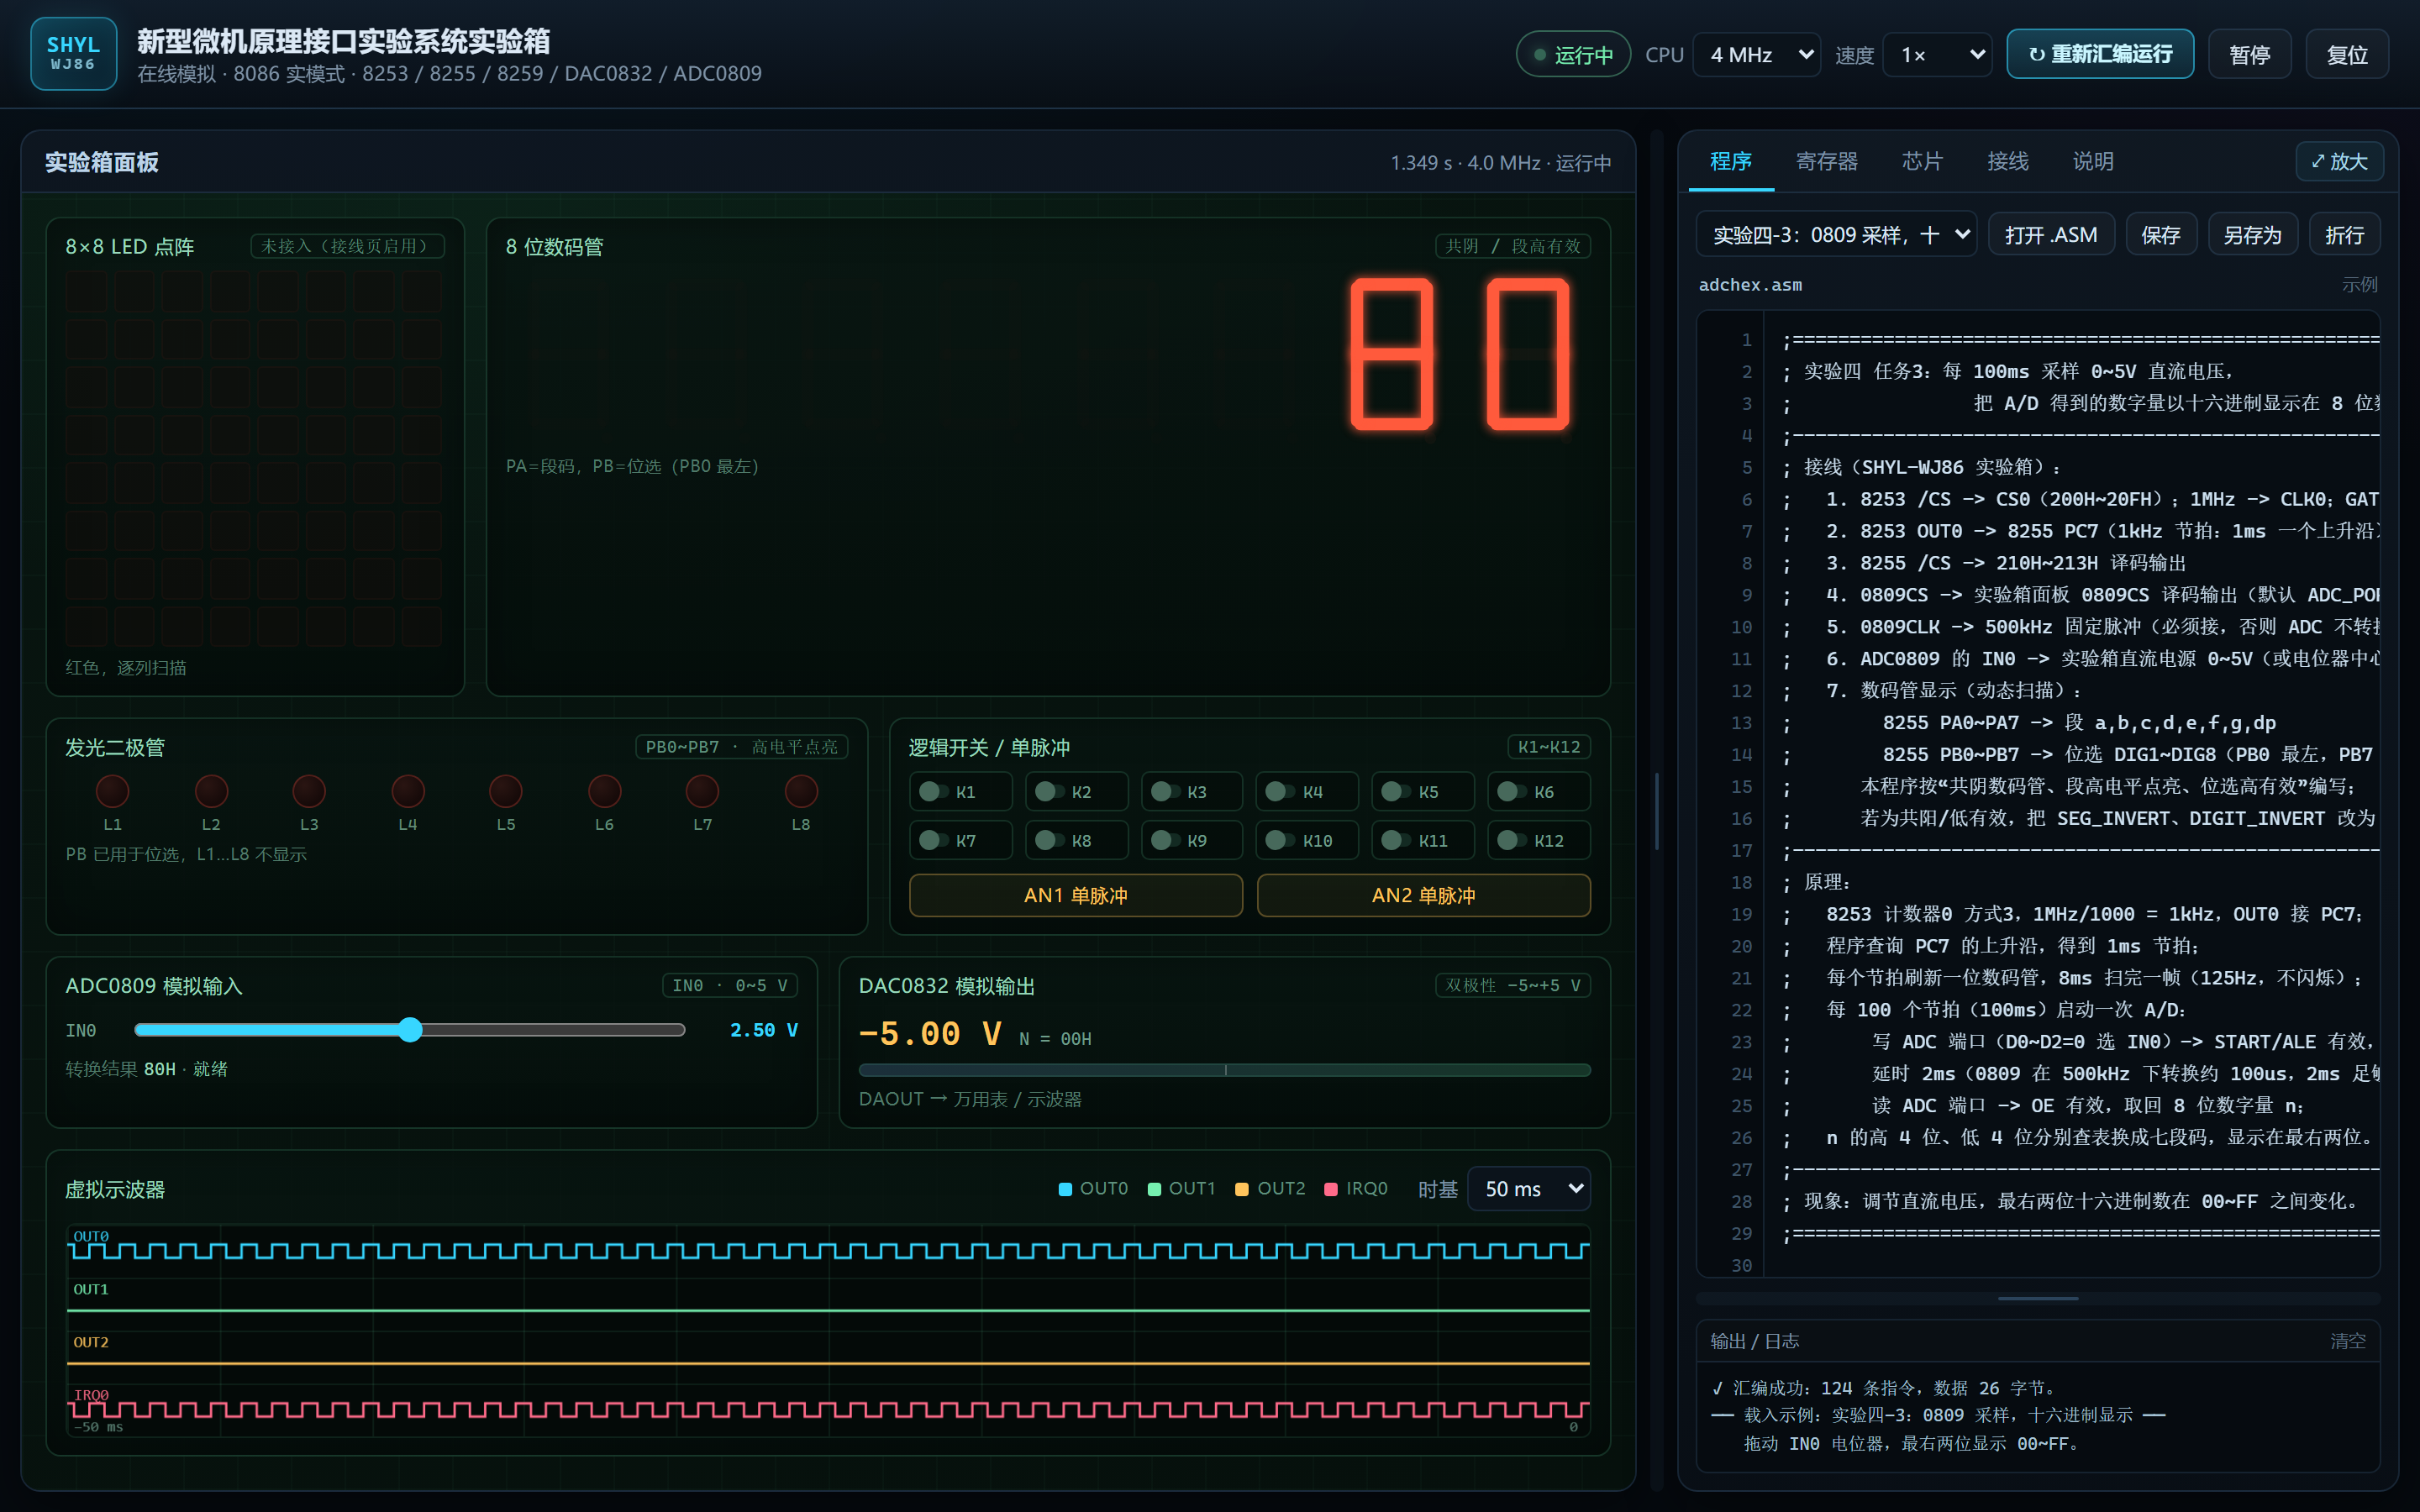 SHYL
WJ86
新型微机原理接口实验系统实验箱
在线模拟 · 8086 实模式 · 8253 / 8255 / 8259 / DAC0832 / ADC0809
运行中
CPU
4 MHz
速度
1×
↻ 重新汇编运行
暂停
复位
实验箱面板
1.349 s · 4.0 MHz · 运行中
8×8 LED 点阵
未接入（接线页启用）
红色，逐列扫描
8 位数码管
共阴 / 段高有效
80
PA=段码，PB=位选（PB0 最左）
发光二极管
PB0~PB7 · 高电平点亮
L1 L2 L3 L4 L5 L6 L7 L8
PB 已用于位选，L1…L8 不显示
逻辑开关 / 单脉冲
K1~K12
K1 K2 K3 K4 K5 K6
K7 K8 K9 K10 K11 K12
AN1 单脉冲
AN2 单脉冲
ADC0809 模拟输入
IN0 · 0~5 V
IN0
2.50 V
转换结果 80H · 就绪
DAC0832 模拟输出
双极性 −5~+5 V
−5.00 V N = 00H
DAOUT → 万用表 / 示波器
虚拟示波器
OUT0 OUT1 OUT2 IRQ0
时基
50 ms
OUT0
OUT1
OUT2
IRQ0
−50 ms
0
程序
寄存器
芯片
接线
说明
⤢ 放大
实验四-3：0809 采样，十
打开 .ASM
保存
另存为
折行
adchex.asm
示例
1 ;=====================================================
2 ; 实验四 任务3：每 100ms 采样 0~5V 直流电压，
3 ; 把 A/D 得到的数字量以十六进制显示在 8 位
4 ;-----------------------------------------------------
5 ; 接线（SHYL-WJ86 实验箱）：
6 ; 1. 8253 /CS -> CS0（200H~20FH）；1MHz -> CLK0；GAT
7 ; 2. 8253 OUT0 -> 8255 PC7（1kHz 节拍：1ms 一个上升沿）
8 ; 3. 8255 /CS -> 210H~213H 译码输出
9 ; 4. 0809CS -> 实验箱面板 0809CS 译码输出（默认 ADC_POR
10 ; 5. 0809CLK -> 500kHz 固定脉冲（必须接，否则 ADC 不转
11 ; 6. ADC0809 的 IN0 -> 实验箱直流电源 0~5V（或电位器中
12 ; 7. 数码管显示（动态扫描）：
13 ; 8255 PA0~PA7 -> 段 a,b,c,d,e,f,g,dp
14 ; 8255 PB0~PB7 -> 位选 DIG1~DIG8（PB0 最左，PB7
15 ; 本程序按“共阴数码管、段高电平点亮、位选高有效”编写；
16 ; 若为共阳/低有效，把 SEG_INVERT、DIGIT_INVERT 改为
17 ;-----------------------------------------------------
18 ; 原理：
19 ; 8253 计数器0 方式3，1MHz/1000 = 1kHz，OUT0 接 PC7；
20 ; 程序查询 PC7 的上升沿，得到 1ms 节拍；
21 ; 每个节拍刷新一位数码管，8ms 扫完一帧（125Hz，不闪烁）；
22 ; 每 100 个节拍（100ms）启动一次 A/D：
23 ; 写 ADC 端口（D0~D2=0 选 IN0）-> START/ALE 有效，
24 ; 延时 2ms（0809 在 500kHz 下转换约 100us，2ms 足
25 ; 读 ADC 端口 -> OE 有效，取回 8 位数字量 n；
26 ; n 的高 4 位、低 4 位分别查表换成七段码，显示在最右两位。
27 ;-----------------------------------------------------
28 ; 现象：调节直流电压，最右两位十六进制数在 00~FF 之间变化。
29 ;=====================================================
30
输出 / 日志
清空
✓ 汇编成功：124 条指令，数据 26 字节。
── 载入示例：实验四-3：0809 采样，十六进制显示 ──
拖动 IN0 电位器，最右两位显示 00~FF。